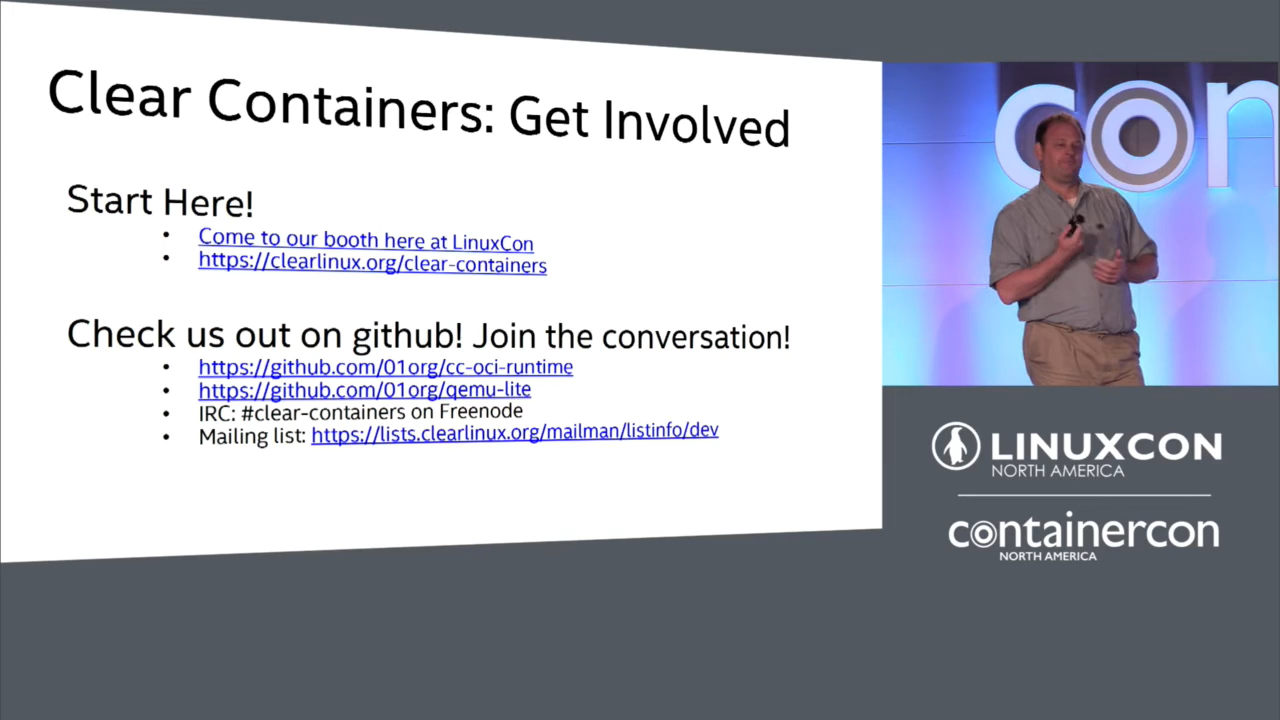 Clear Containers: Get Involved
Start Here!
• Come to our booth here at LinuxCon
• https://clearlinux.org/clear-containers
Check us out on github! Join the conversation!
• https://github.com/01org/cc-oci-runtime
• https://github.com/01org/qemu-lite
• IRC: #clear-containers on Freenode
• Mailing list: https://lists.clearlinux.org/mailman/listinfo/dev
con
LINUXCON
NORTH AMERICA
containercon
NORTH AMERICA